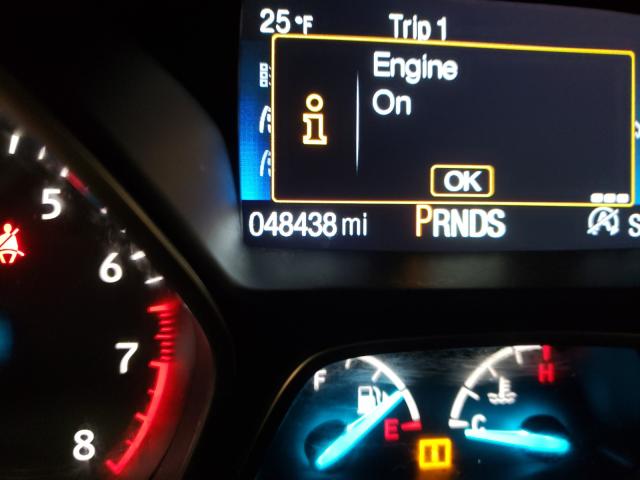 25°F Trip 1
Engine
On
OK
048438 mi PRNDS
5
6
7
8
F
E
C
H